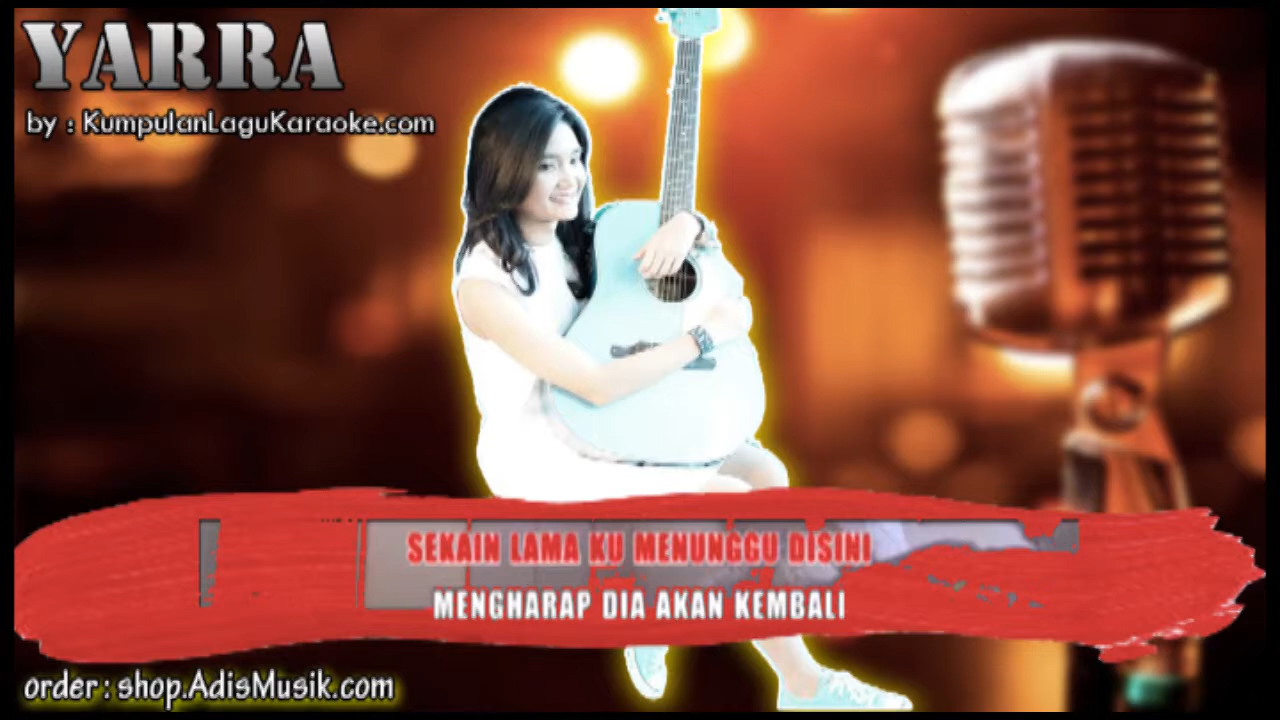 YARRA
by : KumpulanLaguKaraoke.com
SEKAIN LAMA KU MENUNGGU DISINI
MENGHARAP DIA AKAN KEMBALI
order : shop.AdisMusik.com